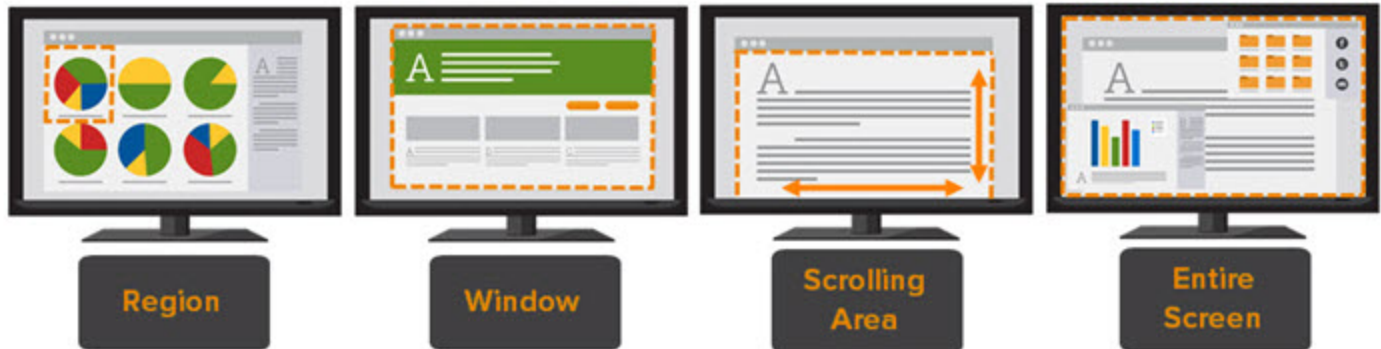 A
A
A
A
Region
Window
Scrolling
Area
Entire
Screen